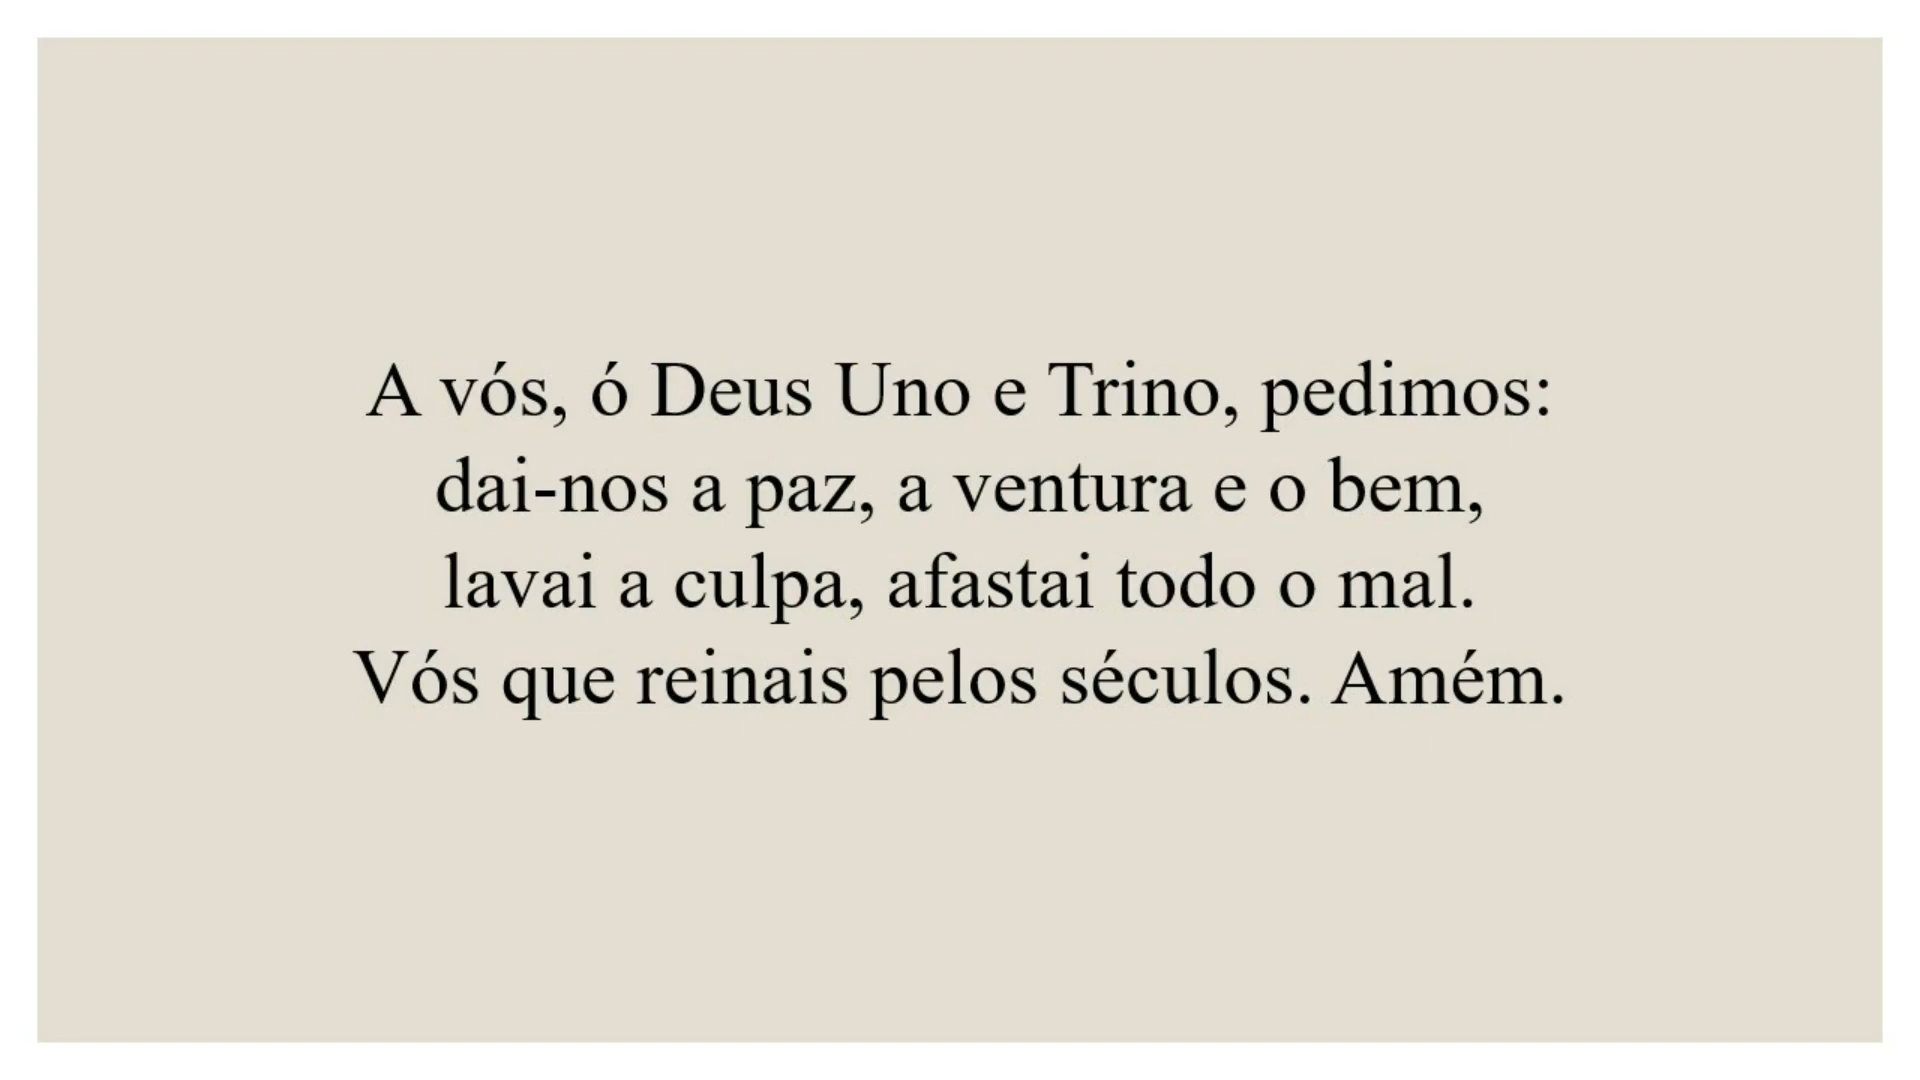 A vós, ó Deus Uno e Trino, pedimos:
dai-nos a paz, a ventura e o bem,
lavai a culpa, afastai todo o mal.
Vós que reinais pelos séculos. Amém.